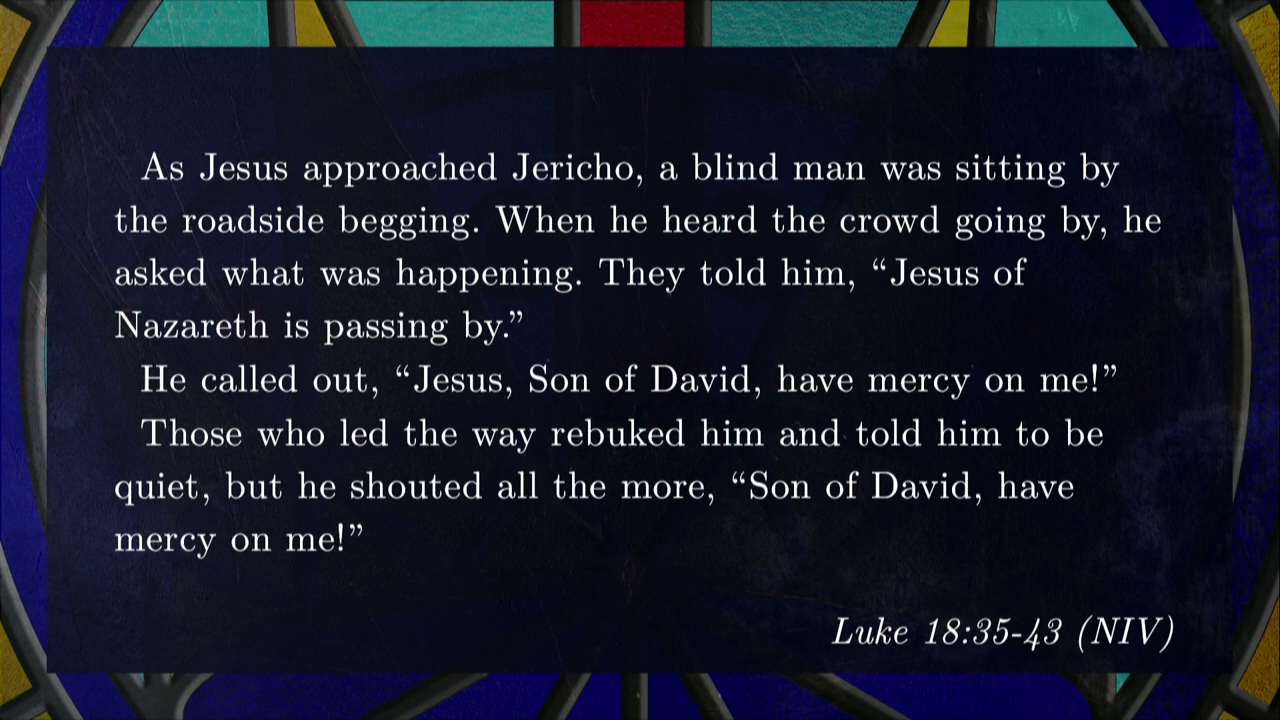 As Jesus approached Jericho, a blind man was sitting by
the roadside begging. When he heard the crowd going by, he
asked what was happening. They told him, “Jesus of
Nazareth is passing by.”
He called out, “Jesus, Son of David, have mercy on me!”
Those who led the way rebuked him and told him to be
quiet, but he shouted all the more, “Son of David, have
mercy on me!”
Luke 18:35-43 (NIV)